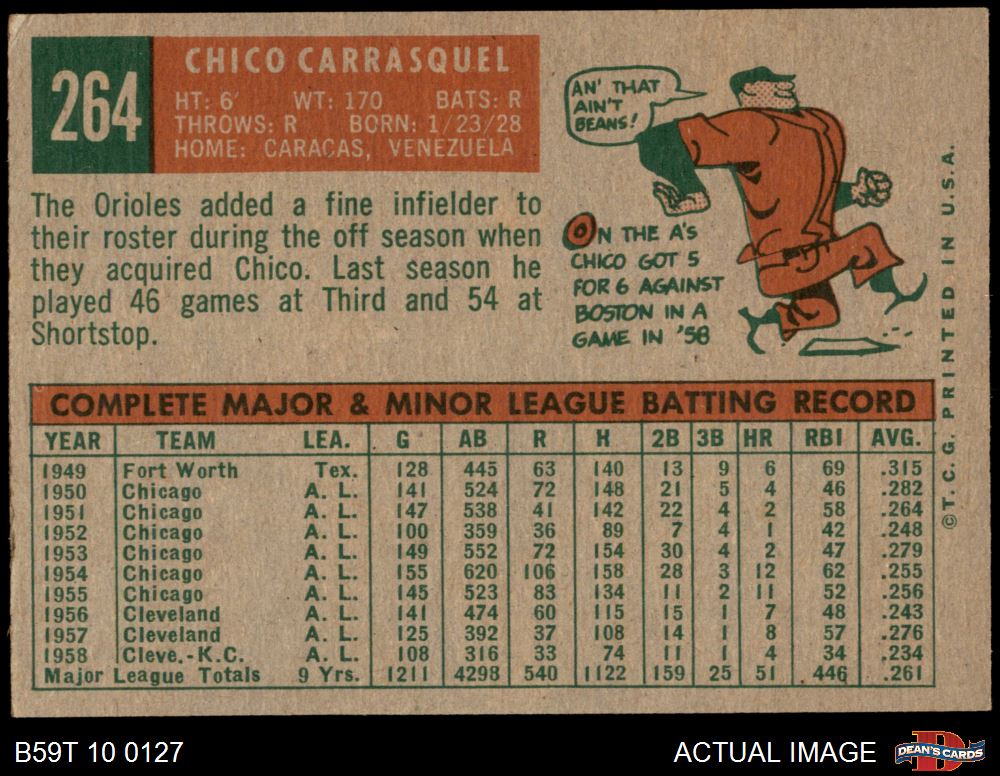 264
CHICO CARRASQUEL
HT: 6' WT: 170 BATS: R
THROWS: R BORN: 1/23/28
HOME: CARACAS, VENEZUELA
The Orioles added a fine infielder to
their roster during the off season when
they acquired Chico. Last season he
played 46 games at Third and 54 at
Shortstop.
AN' THAT
AIN'T
BEANS!
ON THE A'S
CHICO GOT 5
FOR 6 AGAINST
BOSTON IN A
GAME IN '58
©T. C. G. PRINTED IN U.S.A.
COMPLETE MAJOR & MINOR LEAGUE BATTING RECORD
YEAR TEAM LEA. G AB R H 2B 3B HR RBI AVG.
1949 Fort Worth Tex. 128 445 63 140 13 9 6 69 .315
1950 Chicago A. L. 141 524 72 148 21 5 4 46 .282
1951 Chicago A. L. 147 538 41 142 22 4 2 58 .264
1952 Chicago A. L. 100 359 36 89 7 4 1 42 .248
1953 Chicago A. L. 149 552 72 154 30 4 2 47 .279
1954 Chicago A. L. 155 620 106 158 28 3 12 62 .255
1955 Chicago A. L. 145 523 83 134 11 2 11 52 .256
1956 Cleveland A. L. 141 474 60 115 15 1 7 48 .243
1957 Cleveland A. L. 125 392 37 108 14 1 8 57 .276
1958 Cleve.-K.C. A. L. 108 316 33 74 11 1 4 34 .234
Major League Totals 9 Yrs. 1211 4298 540 1122 159 25 51 446 .261
B59T 10 0127
ACTUAL IMAGE
DEAN'S CARDS